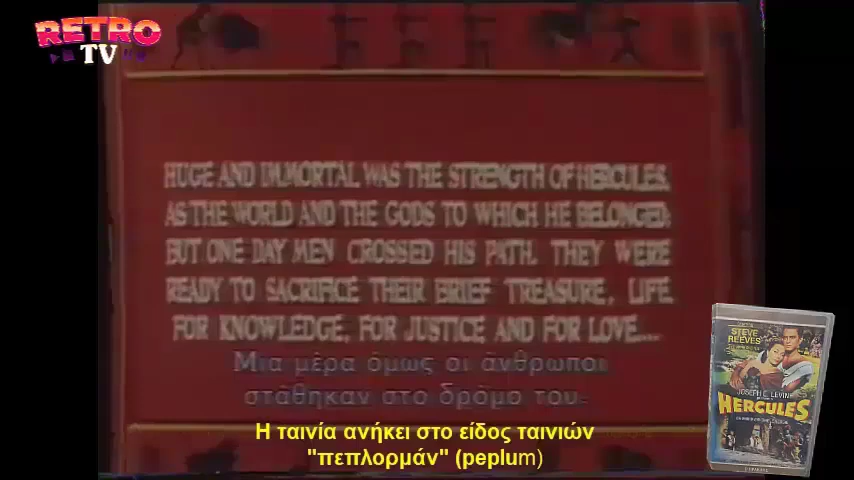 RETRO
TV
HUGE AND IMMORTAL WAS THE STRENGTH OF HERCULES,
AS THE WORLD AND THE GODS TO WHICH HE BELONGED;
BUT ONE DAY MEN CROSSED HIS PATH. THEY WERE
READY TO SACRIFICE THEIR BRIEF TREASURE, LIFE,
FOR KNOWLEDGE, FOR JUSTICE AND FOR LOVE....
Μια μέρα όμως οι άνθρωποι
στάθηκαν στο δρόμο του.
Η ταινία ανήκει στο είδος ταινιών
"πεπλορμάν" (peplum)
STEVE
REEVES
JOSEPH E. LEVINE
HERCULES